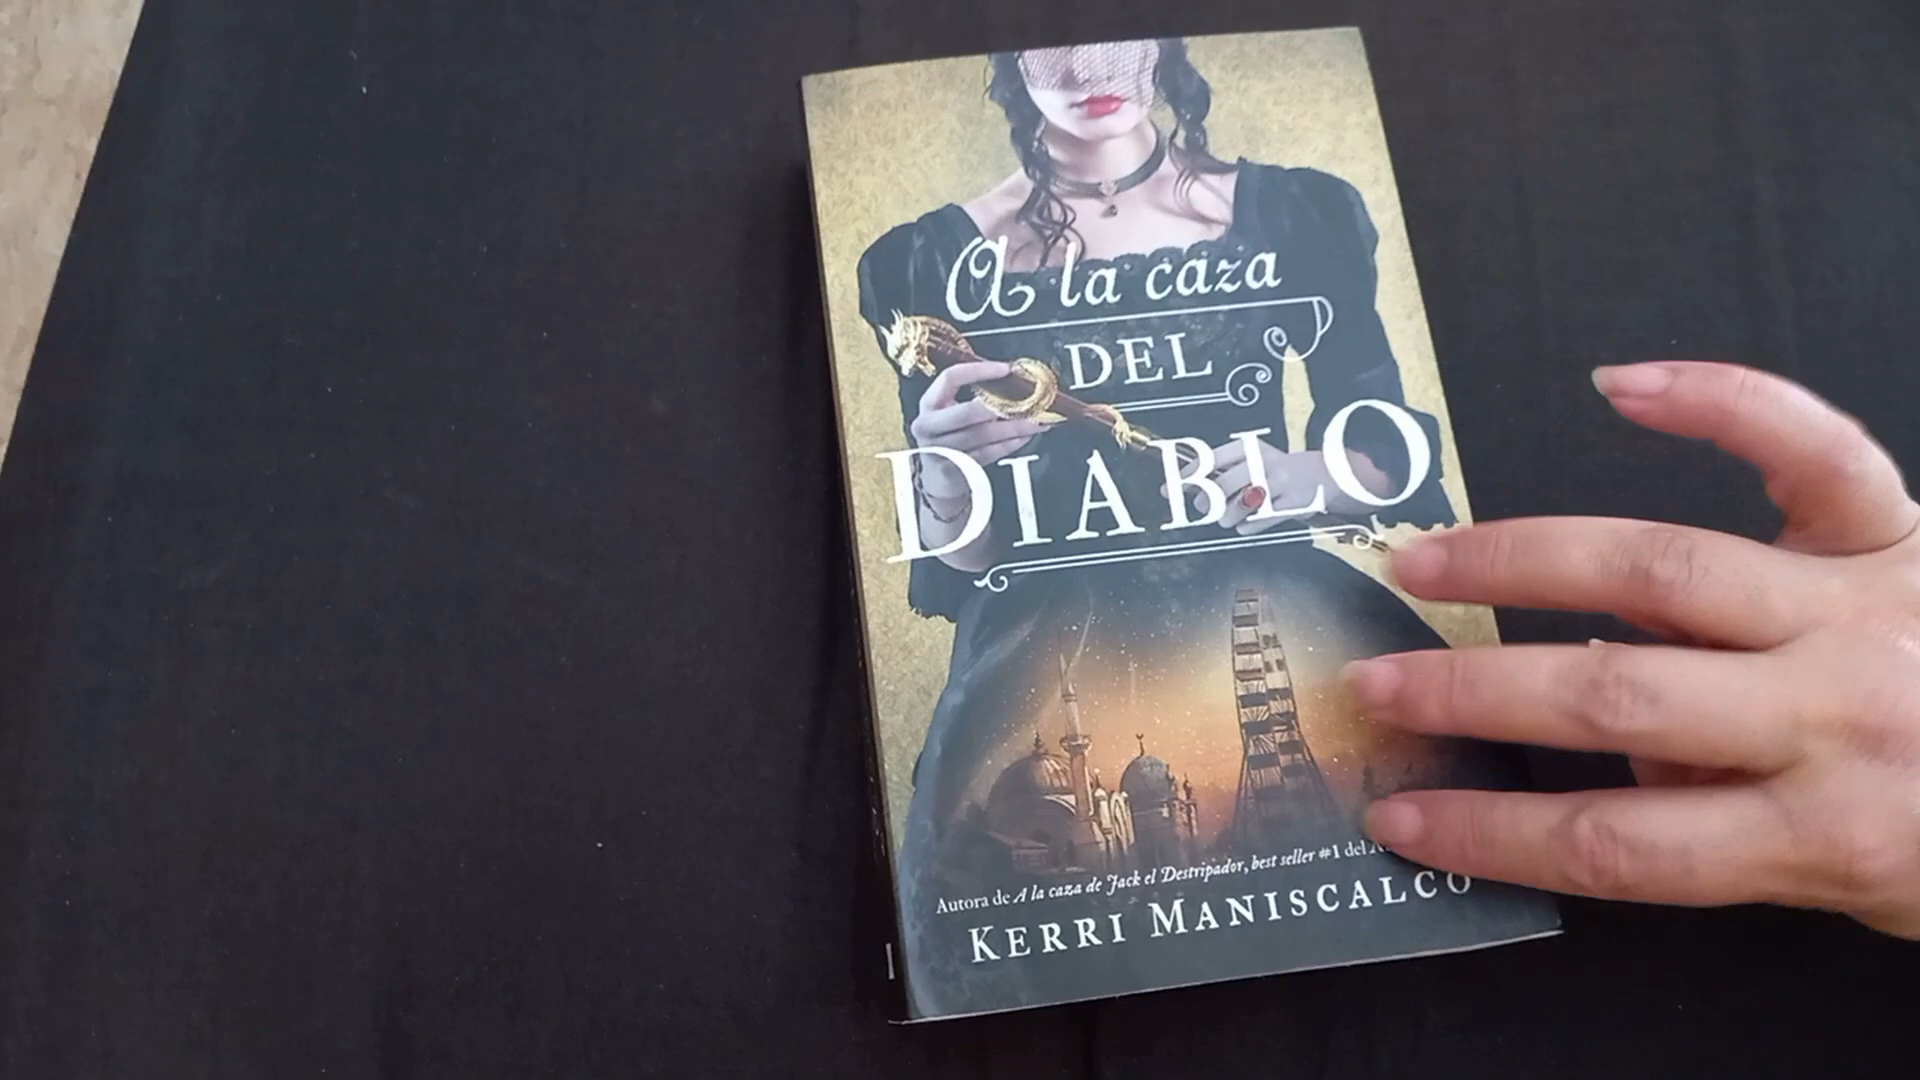 A la caza
DEL
DIABLO
Autora de A la caza de Jack el Destripador, best seller #1 del
KERRI MANISCALCO